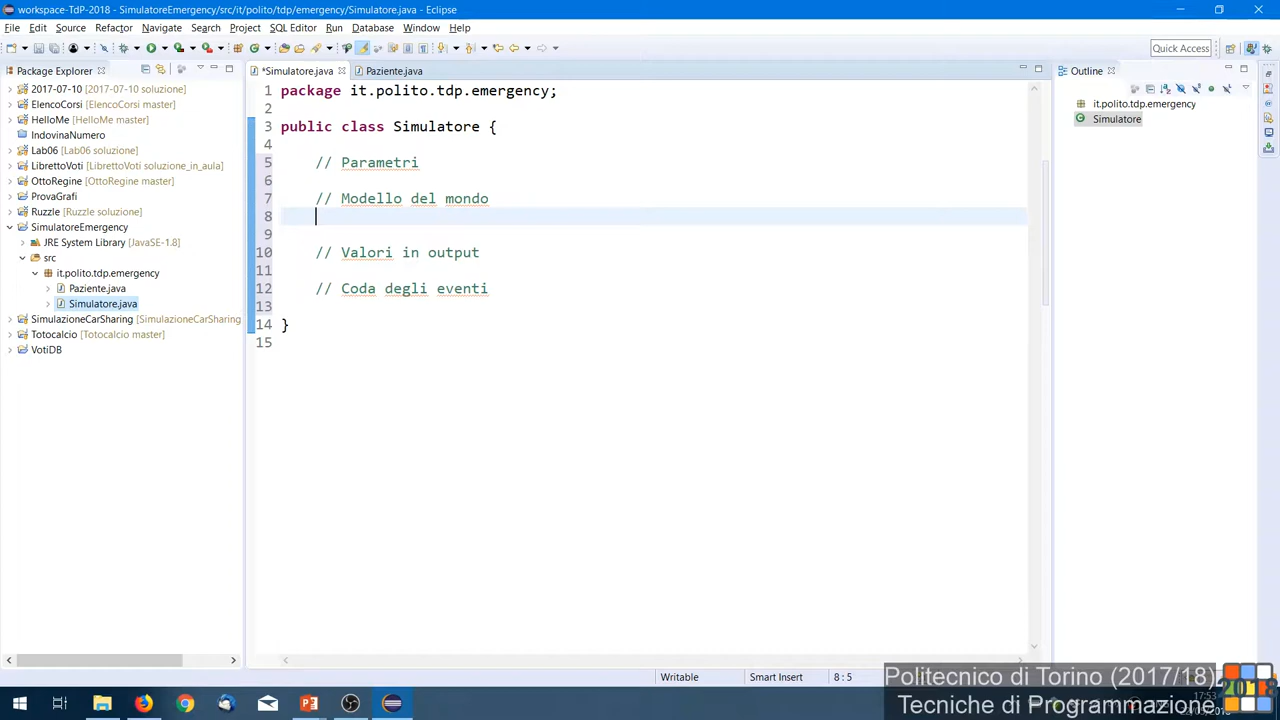 workspace-TdP-2018 - SimulatoreEmergency/src/it/polito/tdp/emergency/Simulatore.java - Eclipse
File Edit Source Refactor Navigate Search Project SQL Editor Run Database Window Help
Quick Access
Package Explorer
*Simulatore.java
Paziente.java
Outline
2017-07-10 [2017-07-10 soluzione]
ElencoCorsi [ElencoCorsi master]
HelloMe [HelloMe master]
IndovinaNumero
Lab06 [Lab06 soluzione]
LibrettoVoti [LibrettoVoti soluzione_in_aula]
OttoRegine [OttoRegine master]
ProvaGrafi
Ruzzle [Ruzzle soluzione]
SimulatoreEmergency
JRE System Library [JavaSE-1.8]
src
it.polito.tdp.emergency
Paziente.java
Simulatore.java
SimulazioneCarSharing [SimulazioneCarSharing
Totocalcio [Totocalcio master]
VotiDB
1 package it.polito.tdp.emergency;
2
3 public class Simulatore {
4
5 // Parametri
6
7 // Modello del mondo
8
9
10 // Valori in output
11
12 // Coda degli eventi
13
14 }
15
it.polito.tdp.emergency
Simulatore
Writable
Smart Insert
8 : 5
Politecnico di Torino (2017/18)
Tecniche di Programmazione
2018
17:53